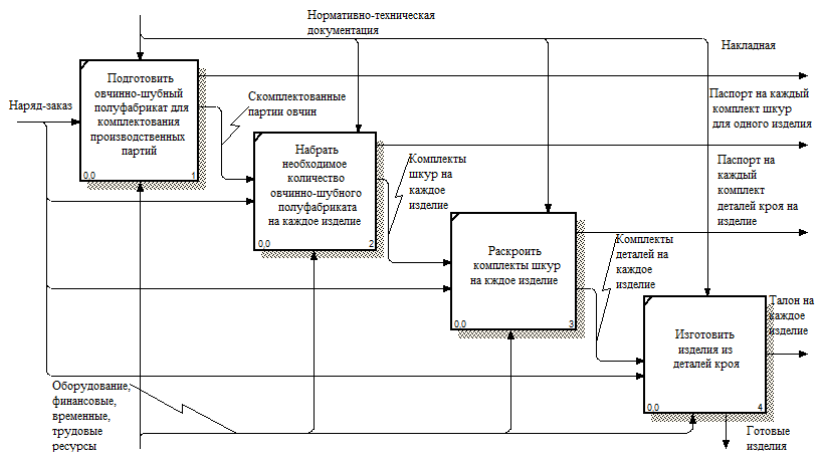 Нормативно-техническая
документация
Накладная
Подготовить
овчинно-шубный
полуфабрикат для
комплектования
производственных
партий
0,0
1
Наряд-заказ
Скомплектованные
партии овчин
Паспорт на каждый
комплект шкур
для одного изделия
Набрать
необходимое
количество
овчинно-шубного
полуфабриката
на каждое изделие
0,0
2
Комплекты
шкур на
каждое
изделие
Паспорт на
каждый
комплект
деталей кроя на
изделие
Раскроить
комплекты шкур
на кждое изделие
0,0
3
Комплекты
деталей на
каждое
изделие
Талон на
каждое
изделие
Изготовить
изделия из
деталей кроя
0,0
4
Оборудование,
финансовые,
временные,
трудовые
ресурсы
Готовые
изделия